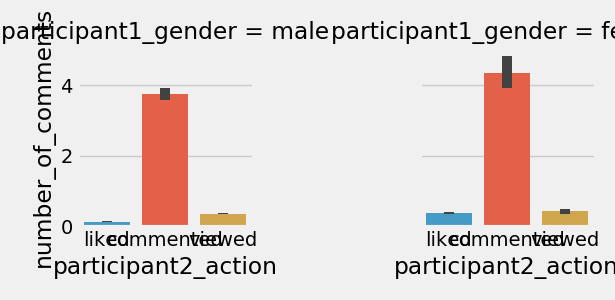 participant1_gender = male
participant1_gender = fe
number_of_comments
4
2
0
liked
commented
viewed
liked
commented
viewed
participant2_action
participant2_action